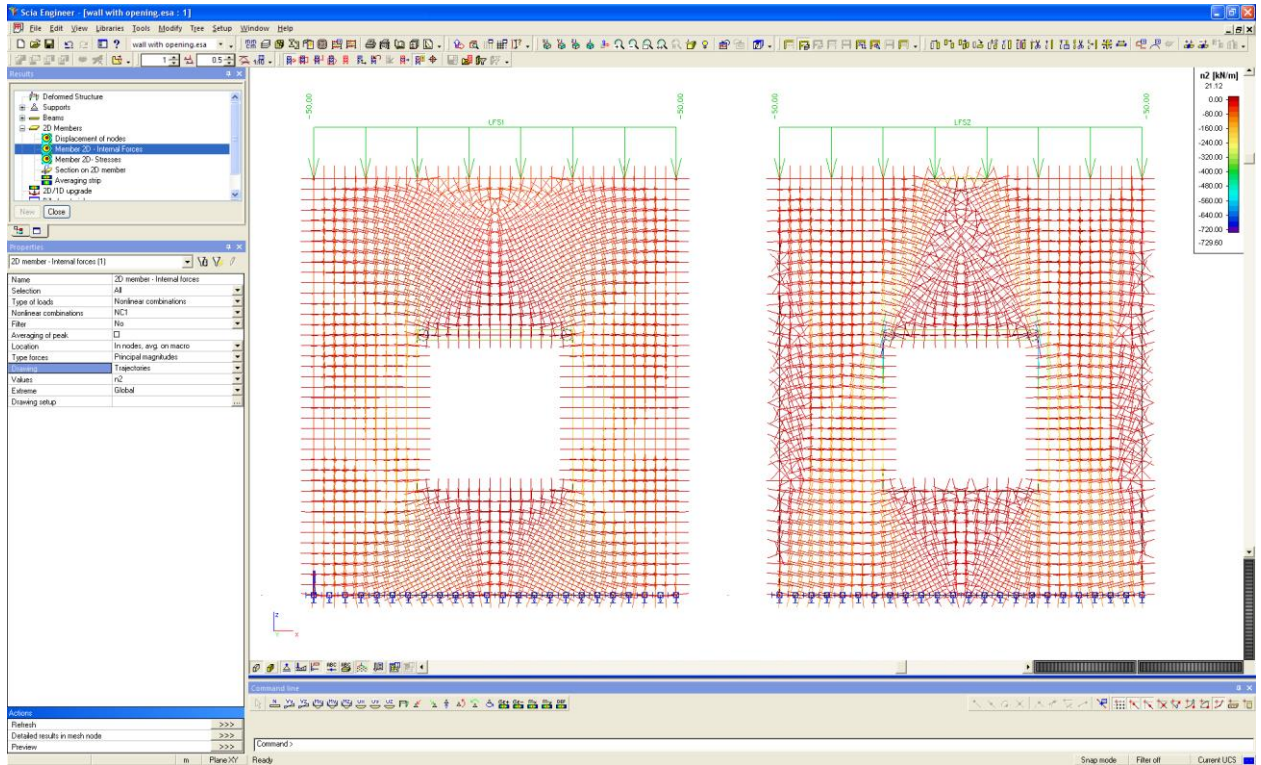 Scia Engineer - [wall with opening.esa : 1]
File Edit View Libraries Tools Modify Tree Setup Window Help
wall with opening.esa
1 0.5
Results
Deformed Structure
Supports
Beams
2D Members
Displacement of nodes
Member 2D - Internal Forces
Member 2D- Stresses
Section on 2D member
Averaging strip
2D/1D upgrade
New Close
Properties
2D member - Internal forces (1)
Name 2D member - Internal forces
Selection All
Type of loads Nonlinear combinations
Nonlinear combinations NC1
Filter No
Averaging of peak
Location In nodes, avg. on macro
Type forces Principal magnitudes
Drawing Trajectories
Values n2
Extreme Global
Drawing setup ...
Actions
Refresh >>>
Detailed results in mesh node >>>
Preview >>>
-50.00 -50.00 -50.00 -50.00
LFS1 LFS2
n2 [kN/m]
21.12
0.00
-80.00
-160.00
-240.00
-320.00
-400.00
-480.00
-560.00
-640.00
-720.00
-729.60
z
x
Command line
Command >
m Plane XY Ready Snap mode Filter off Current UCS